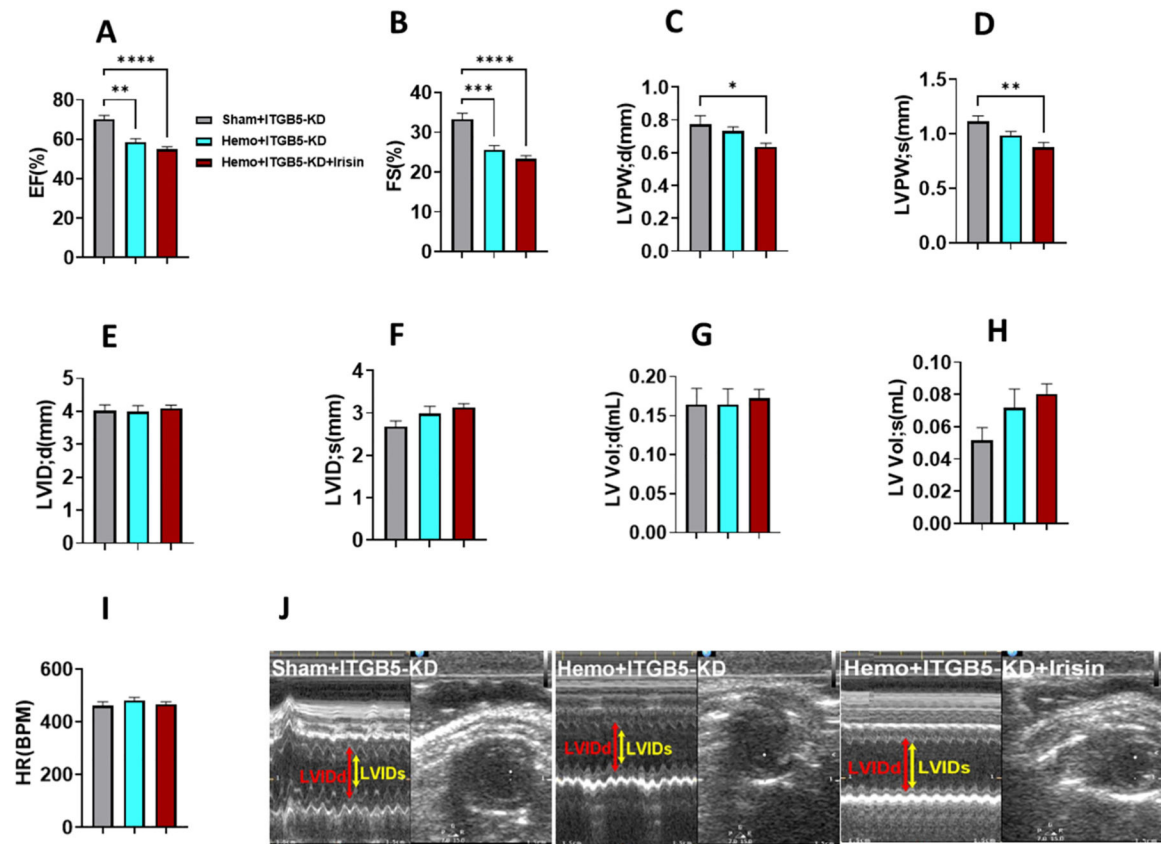 A
B
C
D
****
**
EF(%)
80
60
40
20
0
Sham+ITGB5-KD
Hemo+ITGB5-KD
Hemo+ITGB5-KD+Irisin
****
***
FS(%)
40
30
20
10
0
*
LVPW;d(mm)
1.0
0.8
0.6
0.4
0.2
0.0
**
LVPW;s(mm)
1.5
1.0
0.5
0.0
E
F
G
H
LVID;d(mm)
5
4
3
2
1
0
LVID;s(mm)
4
3
2
1
0
LV Vol;d(mL)
0.20
0.15
0.10
0.05
0.00
LV Vol;s(mL)
0.10
0.08
0.06
0.04
0.02
0.00
I
J
HR(BPM)
600
400
200
0
Sham+ITGB5-KD
LVIDd
LVIDs
Hemo+ITGB5-KD
LVIDd
LVIDs
Hemo+ITGB5-KD+Irisin
LVIDd
LVIDs